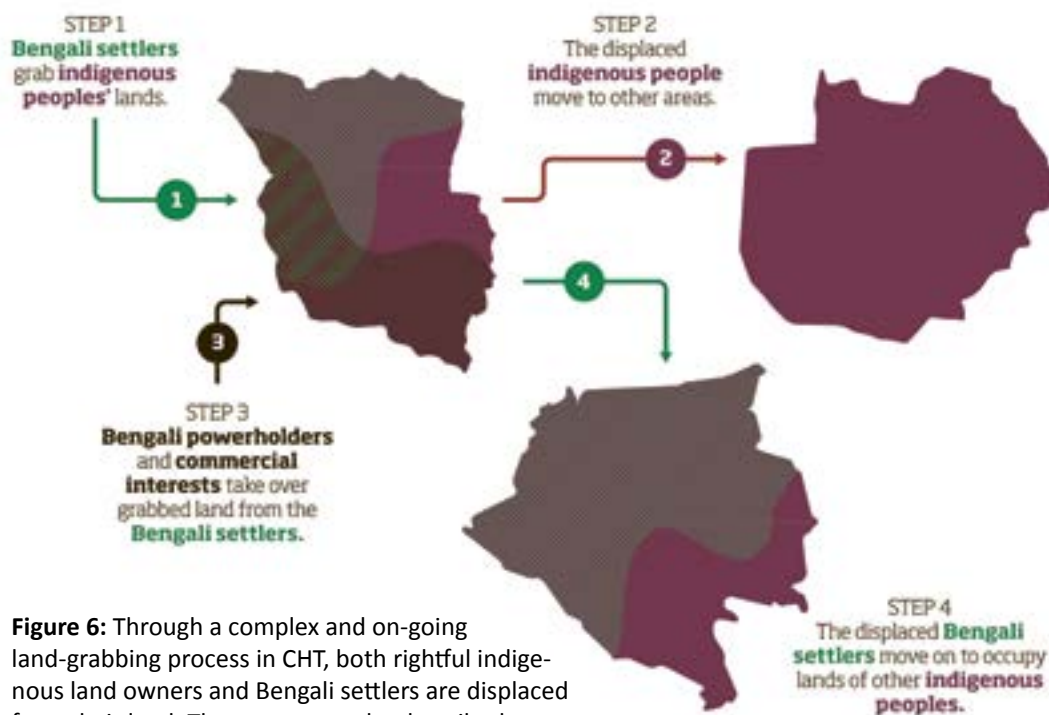 STEP 1
Bengali settlers
grab indigenous
peoples' lands.
STEP 2
The displaced
indigenous people
move to other areas.
1
2
3
4
STEP 3
Bengali powerholders
and commercial
interests take over
grabbed land from the
Bengali settlers.
STEP 4
The displaced Bengali
settlers move on to occupy
lands of other indigenous
peoples.
Figure 6: Through a complex and on-going
land-grabbing process in CHT, both rightful indige-
nous land owners and Bengali settlers are displaced